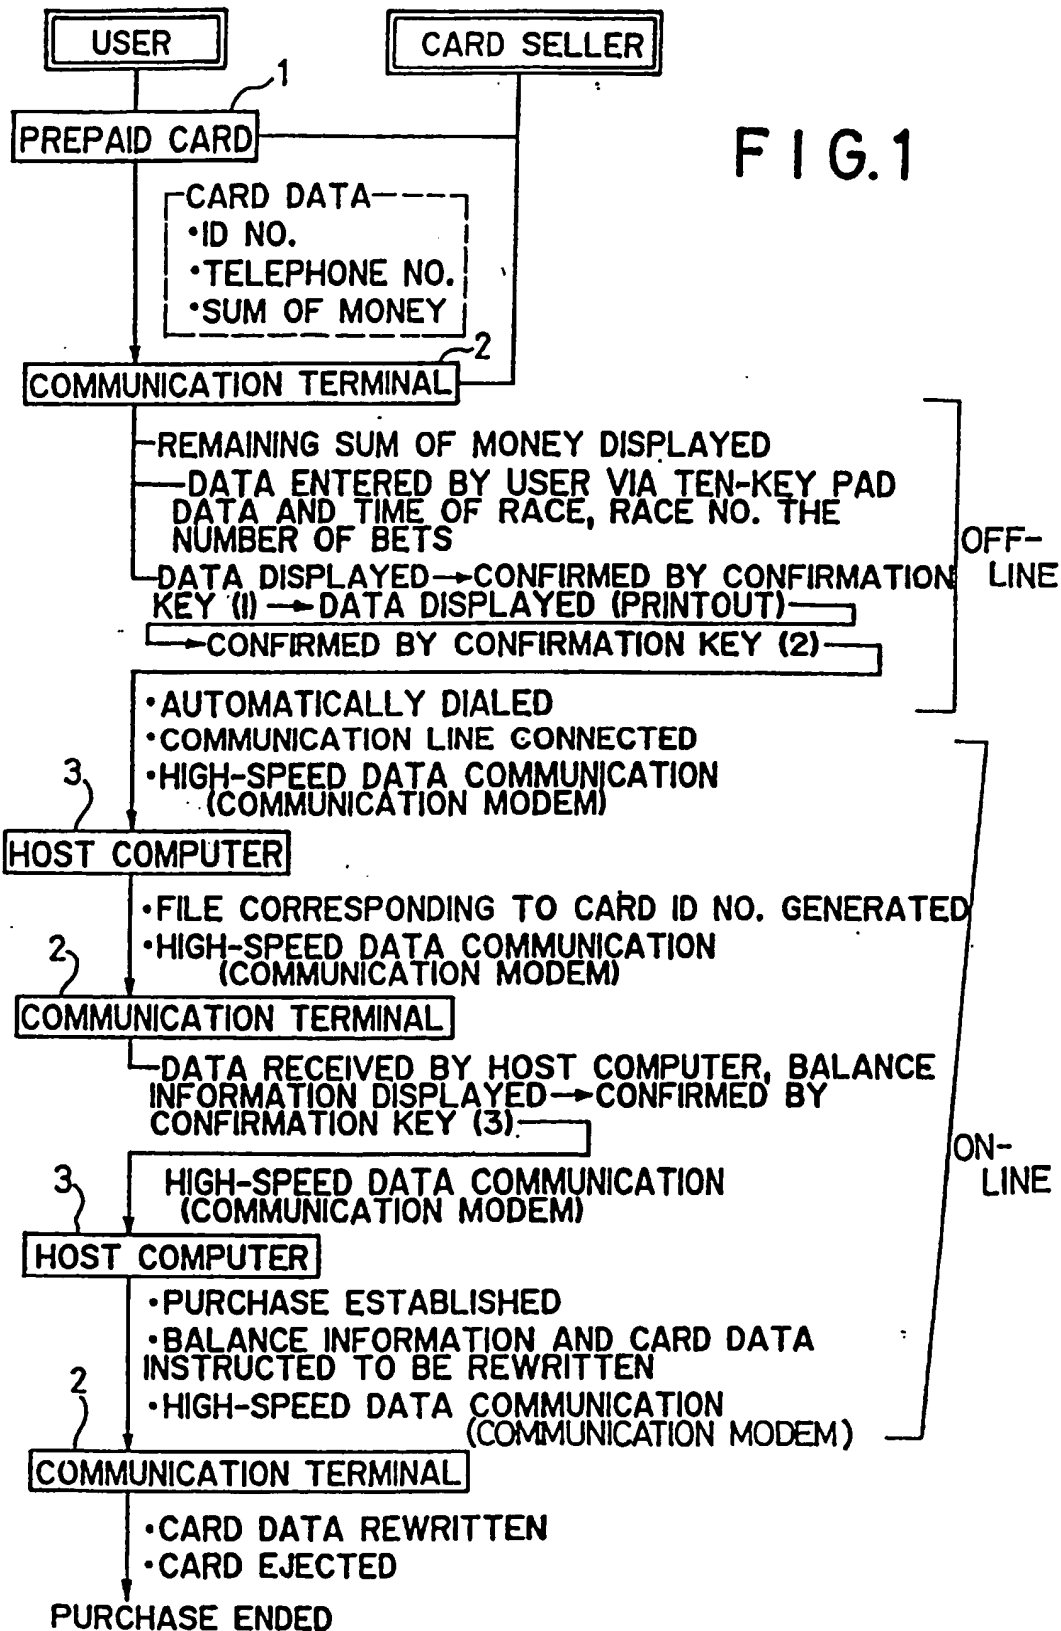 USER
CARD SELLER
1
PREPAID CARD
FIG.1
CARD DATA
•ID NO.
•TELEPHONE NO.
•SUM OF MONEY
2
COMMUNICATION TERMINAL
REMAINING SUM OF MONEY DISPLAYED
DATA ENTERED BY USER VIA TEN-KEY PAD
DATA AND TIME OF RACE, RACE NO. THE
NUMBER OF BETS
OFF-
LINE
DATA DISPLAYED→CONFIRMED BY CONFIRMATION
KEY (1)→DATA DISPLAYED (PRINTOUT)
→CONFIRMED BY CONFIRMATION KEY (2)
•AUTOMATICALLY DIALED
•COMMUNICATION LINE CONNECTED
•HIGH-SPEED DATA COMMUNICATION
(COMMUNICATION MODEM)
3
HOST COMPUTER
•FILE CORRESPONDING TO CARD ID NO. GENERATED
•HIGH-SPEED DATA COMMUNICATION
(COMMUNICATION MODEM)
2
COMMUNICATION TERMINAL
DATA RECEIVED BY HOST COMPUTER, BALANCE
INFORMATION DISPLAYED→CONFIRMED BY
CONFIRMATION KEY (3)
ON-
LINE
3
HIGH-SPEED DATA COMMUNICATION
(COMMUNICATION MODEM)
HOST COMPUTER
•PURCHASE ESTABLISHED
•BALANCE INFORMATION AND CARD DATA
INSTRUCTED TO BE REWRITTEN
•HIGH-SPEED DATA COMMUNICATION
(COMMUNICATION MODEM)
2
COMMUNICATION TERMINAL
•CARD DATA REWRITTEN
•CARD EJECTED
PURCHASE ENDED